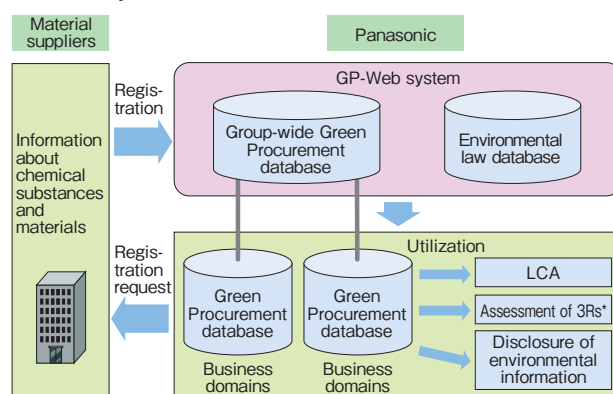 Material
suppliers
Panasonic
GP-Web system
Regis-
tration
Group-wide Green
Procurement
database
Environmental
law database
Information
about
chemical
substances
and
materials
Utilization
Regis-
tration
request
Green
Procurement
database
Business
domains
Green
Procurement
database
Business
domains
LCA
Assessment of 3Rs*
Disclosure of
environmental
information